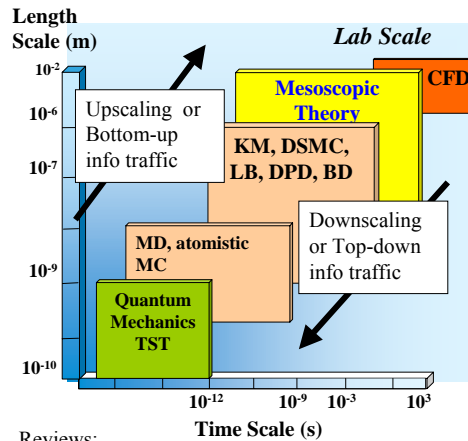 Length
Scale (m)
Lab Scale
10-2
CFD
Mesoscopic
Theory
Upscaling or
Bottom-up
info traffic
10-6
KM, DSMC,
LB, DPD, BD
10-7
Downscaling
or Top-down
info traffic
MD, atomistic
MC
10-9
Quantum
Mechanics
TST
10-10
10-12
10-9
10-3
103
Time Scale (s)
Reviews: